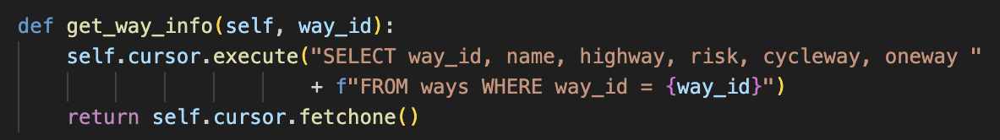 def get_way_info(self, way_id):
    self.cursor.execute("SELECT way_id, name, highway, risk, cycleway, oneway "
                        + f"FROM ways WHERE way_id = {way_id}")
    return self.cursor.fetchone()